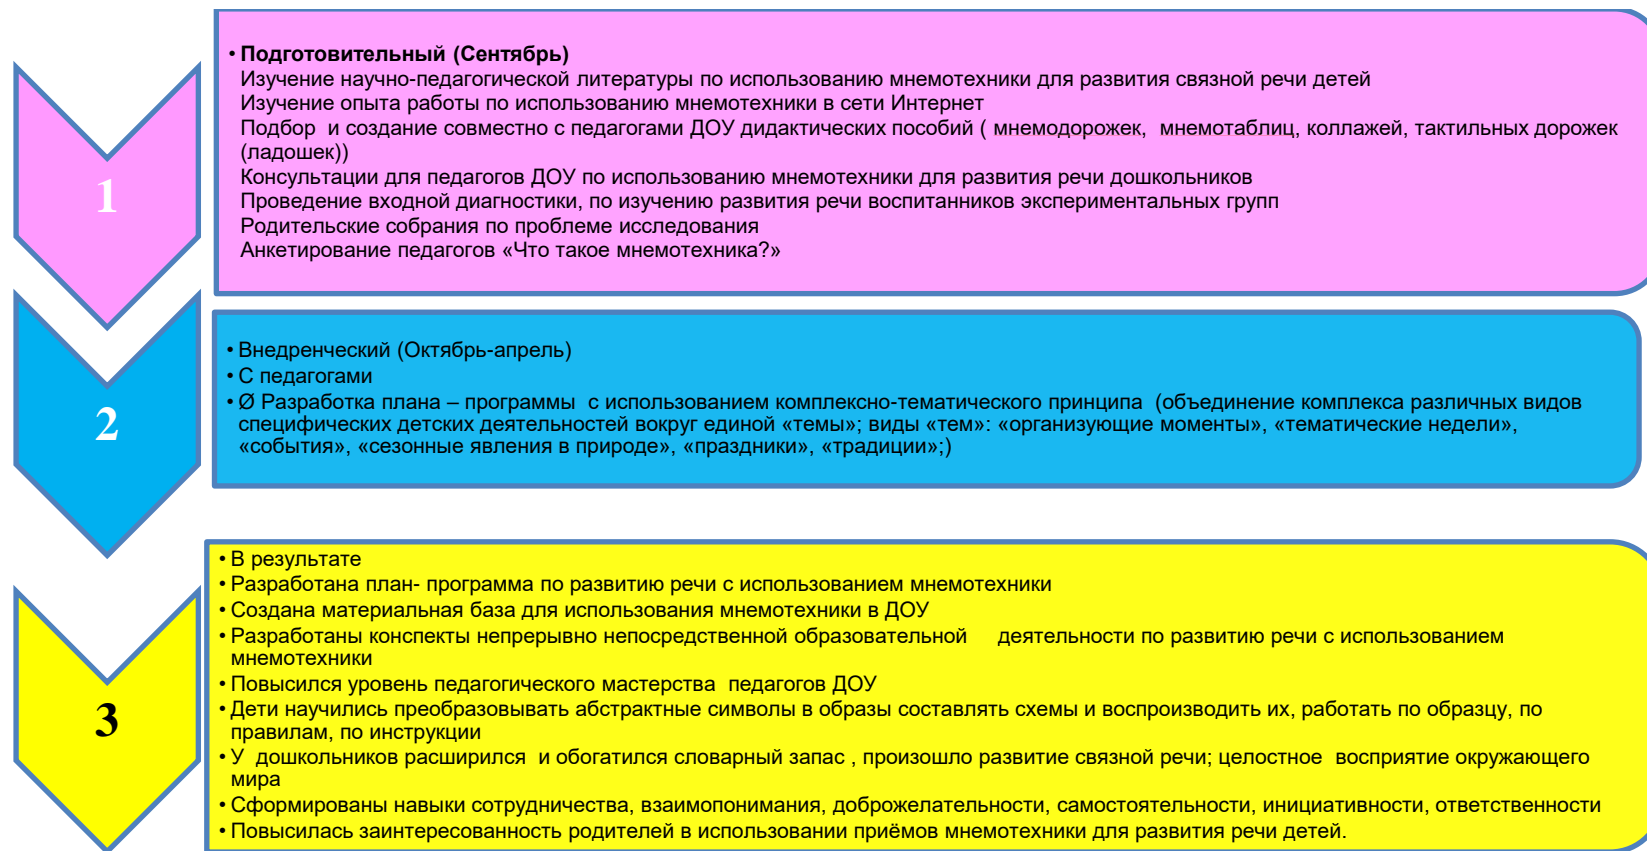 1
• Подготовительный (Сентябрь)
Изучение научно-педагогической литературы по использованию мнемотехники для развития связной речи детей
Изучение опыта работы по использованию мнемотехники в сети Интернет
Подбор и создание совместно с педагогами ДОУ дидактических пособий ( мнемодорожек, мнемотаблиц, коллажей, тактильных дорожек
(ладошек))
Консультации для педагогов ДОУ по использованию мнемотехники для развития речи дошкольников
Проведение входной диагностики, по изучению развития речи воспитанников экспериментальных групп
Родительские собрания по проблеме исследования
Анкетирование педагогов «Что такое мнемотехника?»
2
• Внедренческий (Октябрь-апрель)
• С педагогами
• Ø Разработка плана – программы с использованием комплексно-тематического принципа (объединение комплекса различных видов
специфических детских деятельностей вокруг единой «темы»; виды «тем»: «организующие моменты», «тематические недели»,
«события», «сезонные явления в природе», «праздники», «традиции»;)
3
• В результате
• Разработана план- программа по развитию речи с использованием мнемотехники
• Создана материальная база для использования мнемотехники в ДОУ
• Разработаны конспекты непрерывно непосредственной образовательной деятельности по развитию речи с использованием
мнемотехники
• Повысился уровень педагогического мастерства педагогов ДОУ
• Дети научились преобразовывать абстрактные символы в образы составлять схемы и воспроизводить их, работать по образцу, по
правилам, по инструкции
• У дошкольников расширился и обогатился словарный запас , произошло развитие связной речи; целостное восприятие окружающего
мира
• Сформированы навыки сотрудничества, взаимопонимания, доброжелательности, самостоятельности, инициативности, ответственности
• Повысилась заинтересованность родителей в использовании приёмов мнемотехники для развития речи детей.